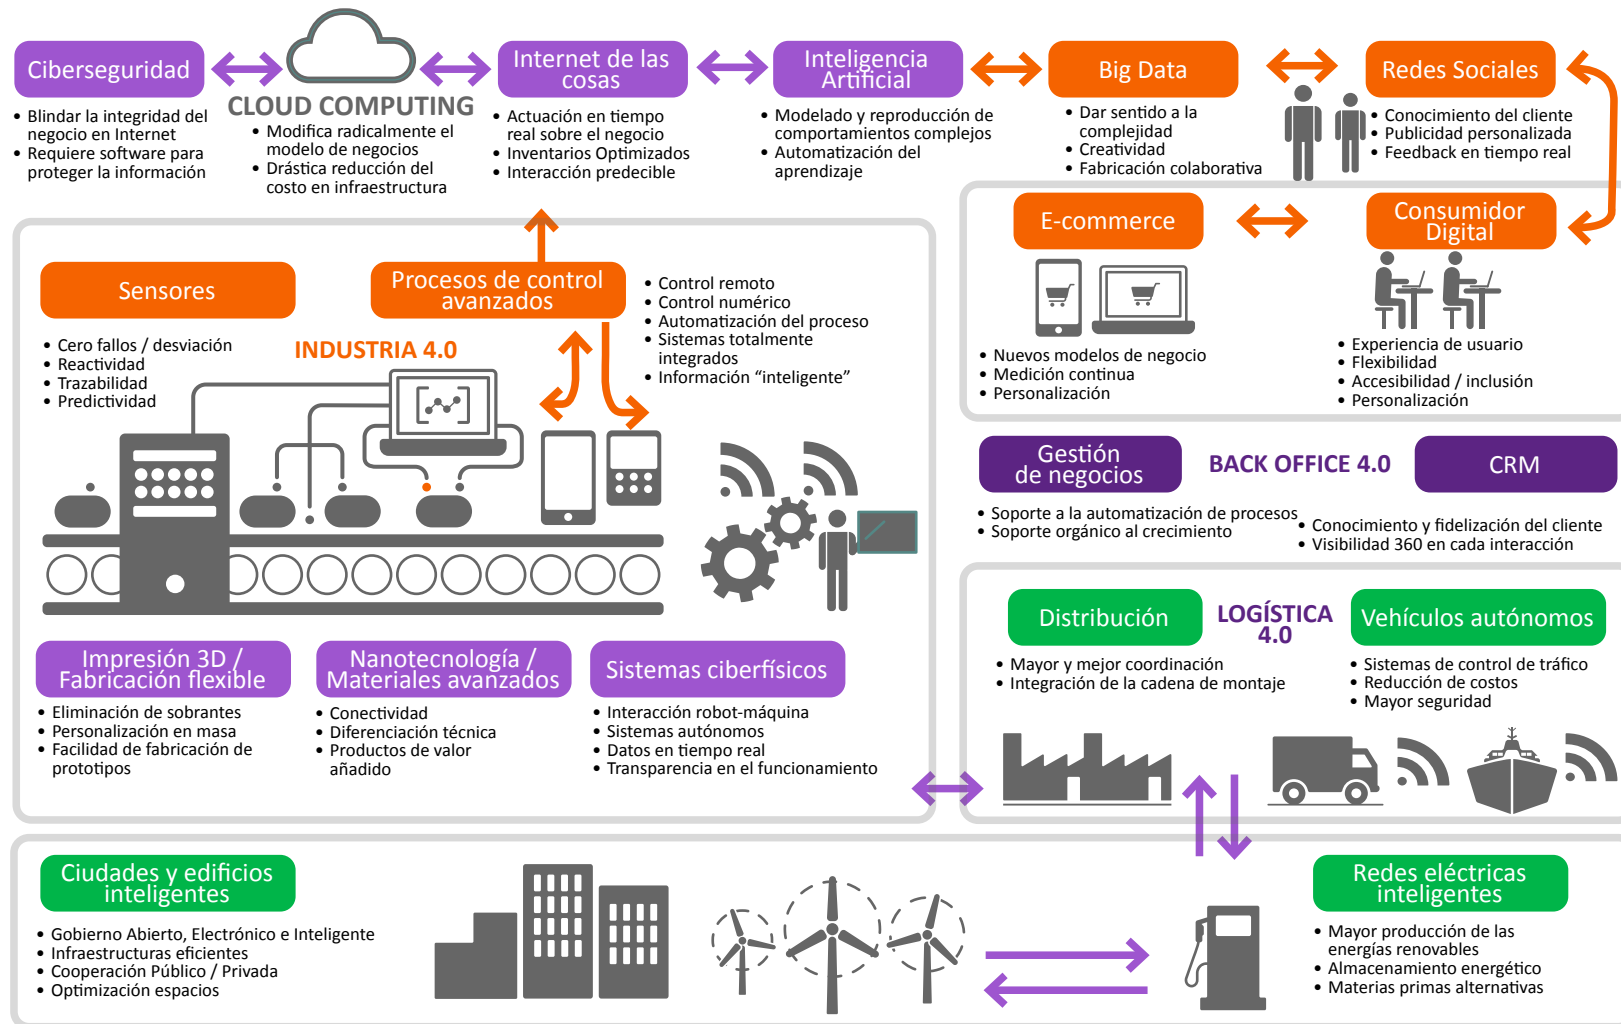 Ciberseguridad
• Blindar la integridad del
negocio en Internet
• Requiere software para
proteger la información
CLOUD COMPUTING
• Modifica radicalmente el
modelo de negocios
• Drástica reducción del
costo en infraestructura
Internet de las
cosas
• Actuación en tiempo
real sobre el negocio
• Inventarios Optimizados
• Interacción predecible
Inteligencia
Artificial
• Modelado y reproducción de
comportamientos complejos
• Automatización del
aprendizaje
Big Data
• Dar sentido a la
complejidad
• Creatividad
• Fabricación colaborativa
Redes Sociales
• Conocimiento del cliente
• Publicidad personalizada
• Feedback en tiempo real
Sensores
• Cero fallos / desviación
• Reactividad
• Trazabilidad
• Predictividad
INDUSTRIA 4.0
Procesos de control
avanzados
• Control remoto
• Control numérico
• Automatización del proceso
• Sistemas totalmente
integrados
• Información “inteligente”
E-commerce
• Nuevos modelos de negocio
• Medición continua
• Personalización
Consumidor
Digital
• Experiencia de usuario
• Flexibilidad
• Accesibilidad / inclusión
• Personalización
Gestión
de negocios
• Soporte a la automatización de procesos
• Soporte orgánico al crecimiento
BACK OFFICE 4.0
CRM
• Conocimiento y fidelización del cliente
• Visibilidad 360 en cada interacción
Impresión 3D /
Fabricación flexible
• Eliminación de sobrantes
• Personalización en masa
• Facilidad de fabricación de
prototipos
Nanotecnología /
Materiales avanzados
• Conectividad
• Diferenciación técnica
• Productos de valor
añadido
Sistemas ciberfísicos
• Interacción robot-máquina
• Sistemas autónomos
• Datos en tiempo real
• Transparencia en el funcionamiento
Distribución
• Mayor y mejor coordinación
• Integración de la cadena de montaje
LOGÍSTICA
4.0
Vehículos autónomos
• Sistemas de control de tráfico
• Reducción de costos
• Mayor seguridad
Ciudades y edificios
inteligentes
• Gobierno Abierto, Electrónico e Inteligente
• Infraestructuras eficientes
• Cooperación Público / Privada
• Optimización espacios
Redes eléctricas
inteligentes
• Mayor producción de las
energías renovables
• Almacenamiento energético
• Materias primas alternativas